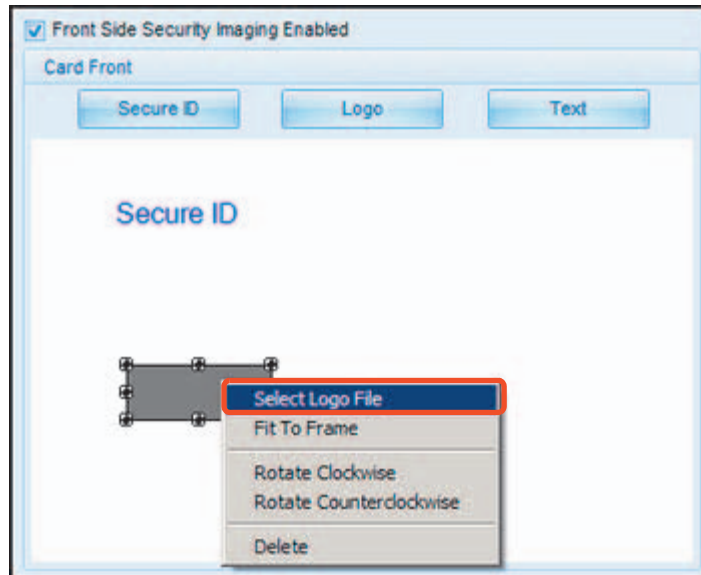 Front Side Security Imaging Enabled
Card Front
Secure ID Logo Text
Secure ID
Select Logo File
Fit To Frame
Rotate Clockwise
Rotate Counterclockwise
Delete